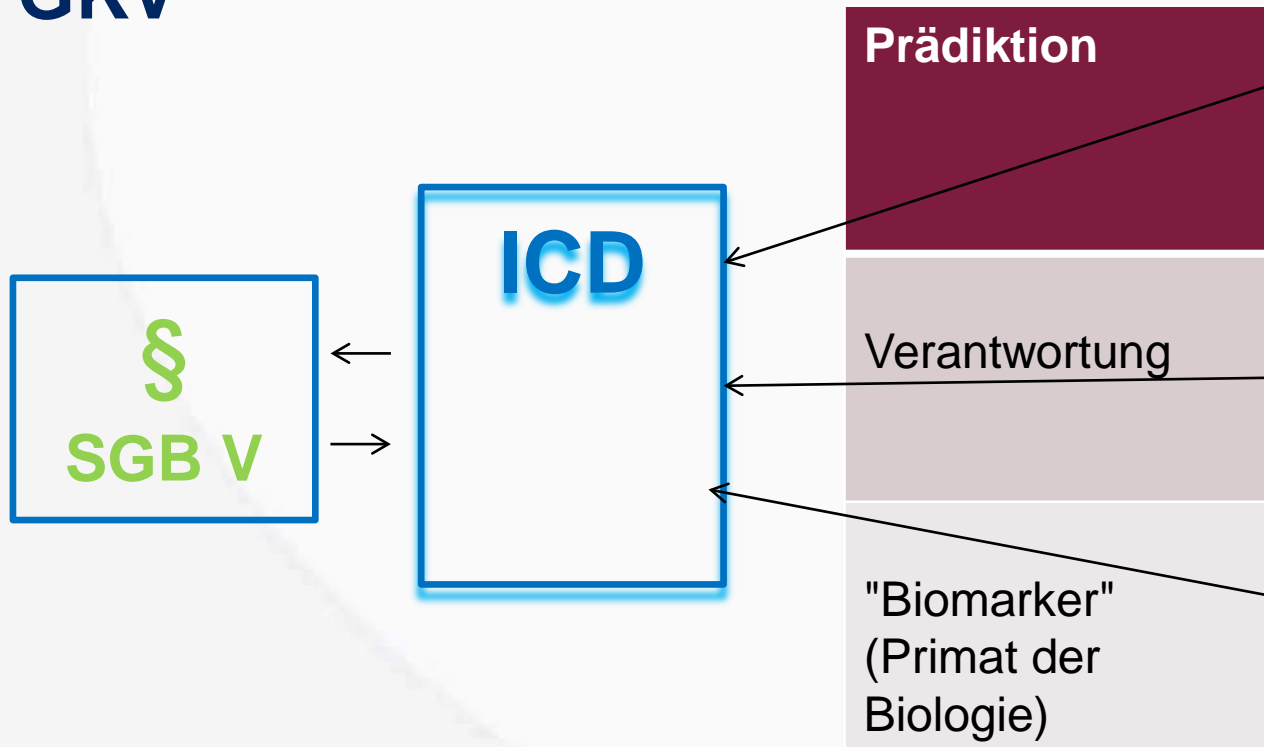 GKV
§
SGB V
ICD
Prädiktion
Verantwortung
"Biomarker"
(Primat der
Biologie)